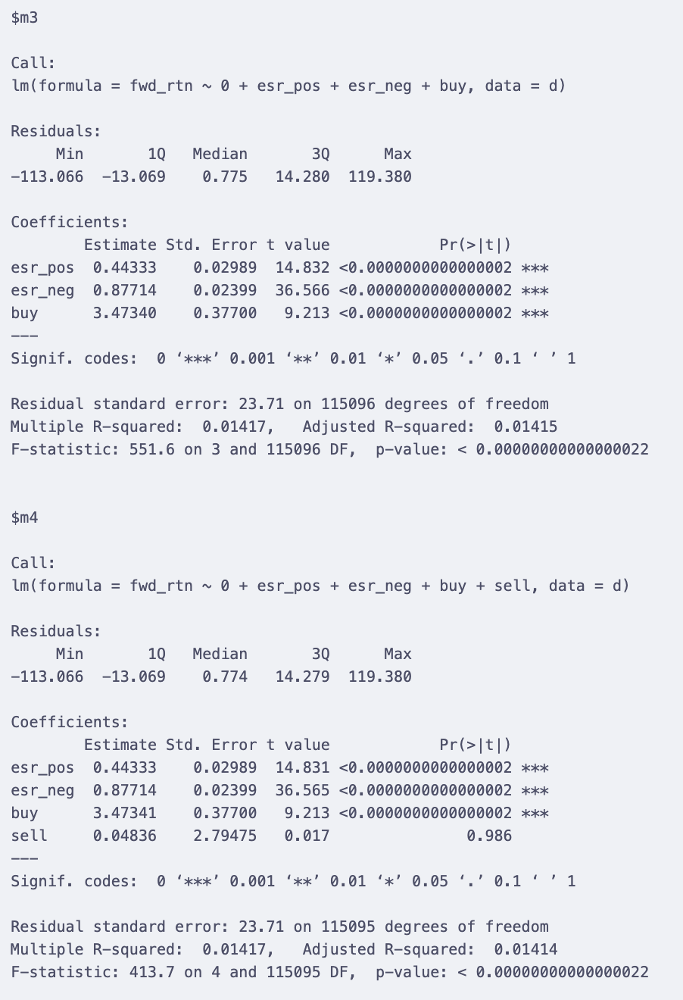 $m3
Call:
lm(formula = fwd_rtn ~ 0 + esr_pos + esr_neg + buy, data = d)
Residuals:
     Min       1Q   Median       3Q      Max
-113.066  -13.069    0.775   14.280  119.380
Coefficients:
        Estimate Std. Error t value            Pr(>|t|)
esr_pos  0.44333    0.02989  14.832 <0.0000000000000002 ***
esr_neg  0.87714    0.02399  36.566 <0.0000000000000002 ***
buy      3.47340    0.37700   9.213 <0.0000000000000002 ***
---
Signif. codes:  0 ‘***’ 0.001 ‘**’ 0.01 ‘*’ 0.05 ‘.’ 0.1 ‘ ’ 1
Residual standard error: 23.71 on 115096 degrees of freedom
Multiple R-squared:  0.01417,	Adjusted R-squared:  0.01415
F-statistic: 551.6 on 3 and 115096 DF,  p-value: < 0.00000000000000022
$m4
Call:
lm(formula = fwd_rtn ~ 0 + esr_pos + esr_neg + buy + sell, data = d)
Residuals:
     Min       1Q   Median       3Q      Max
-113.066  -13.069    0.774   14.279  119.380
Coefficients:
        Estimate Std. Error t value            Pr(>|t|)
esr_pos  0.44333    0.02989  14.831 <0.0000000000000002 ***
esr_neg  0.87714    0.02399  36.565 <0.0000000000000002 ***
buy      3.47341    0.37700   9.213 <0.0000000000000002 ***
sell     0.04836    2.79475   0.017               0.986
---
Signif. codes:  0 ‘***’ 0.001 ‘**’ 0.01 ‘*’ 0.05 ‘.’ 0.1 ‘ ’ 1
Residual standard error: 23.71 on 115095 degrees of freedom
Multiple R-squared:  0.01417,	Adjusted R-squared:  0.01414
F-statistic: 413.7 on 4 and 115095 DF,  p-value: < 0.00000000000000022